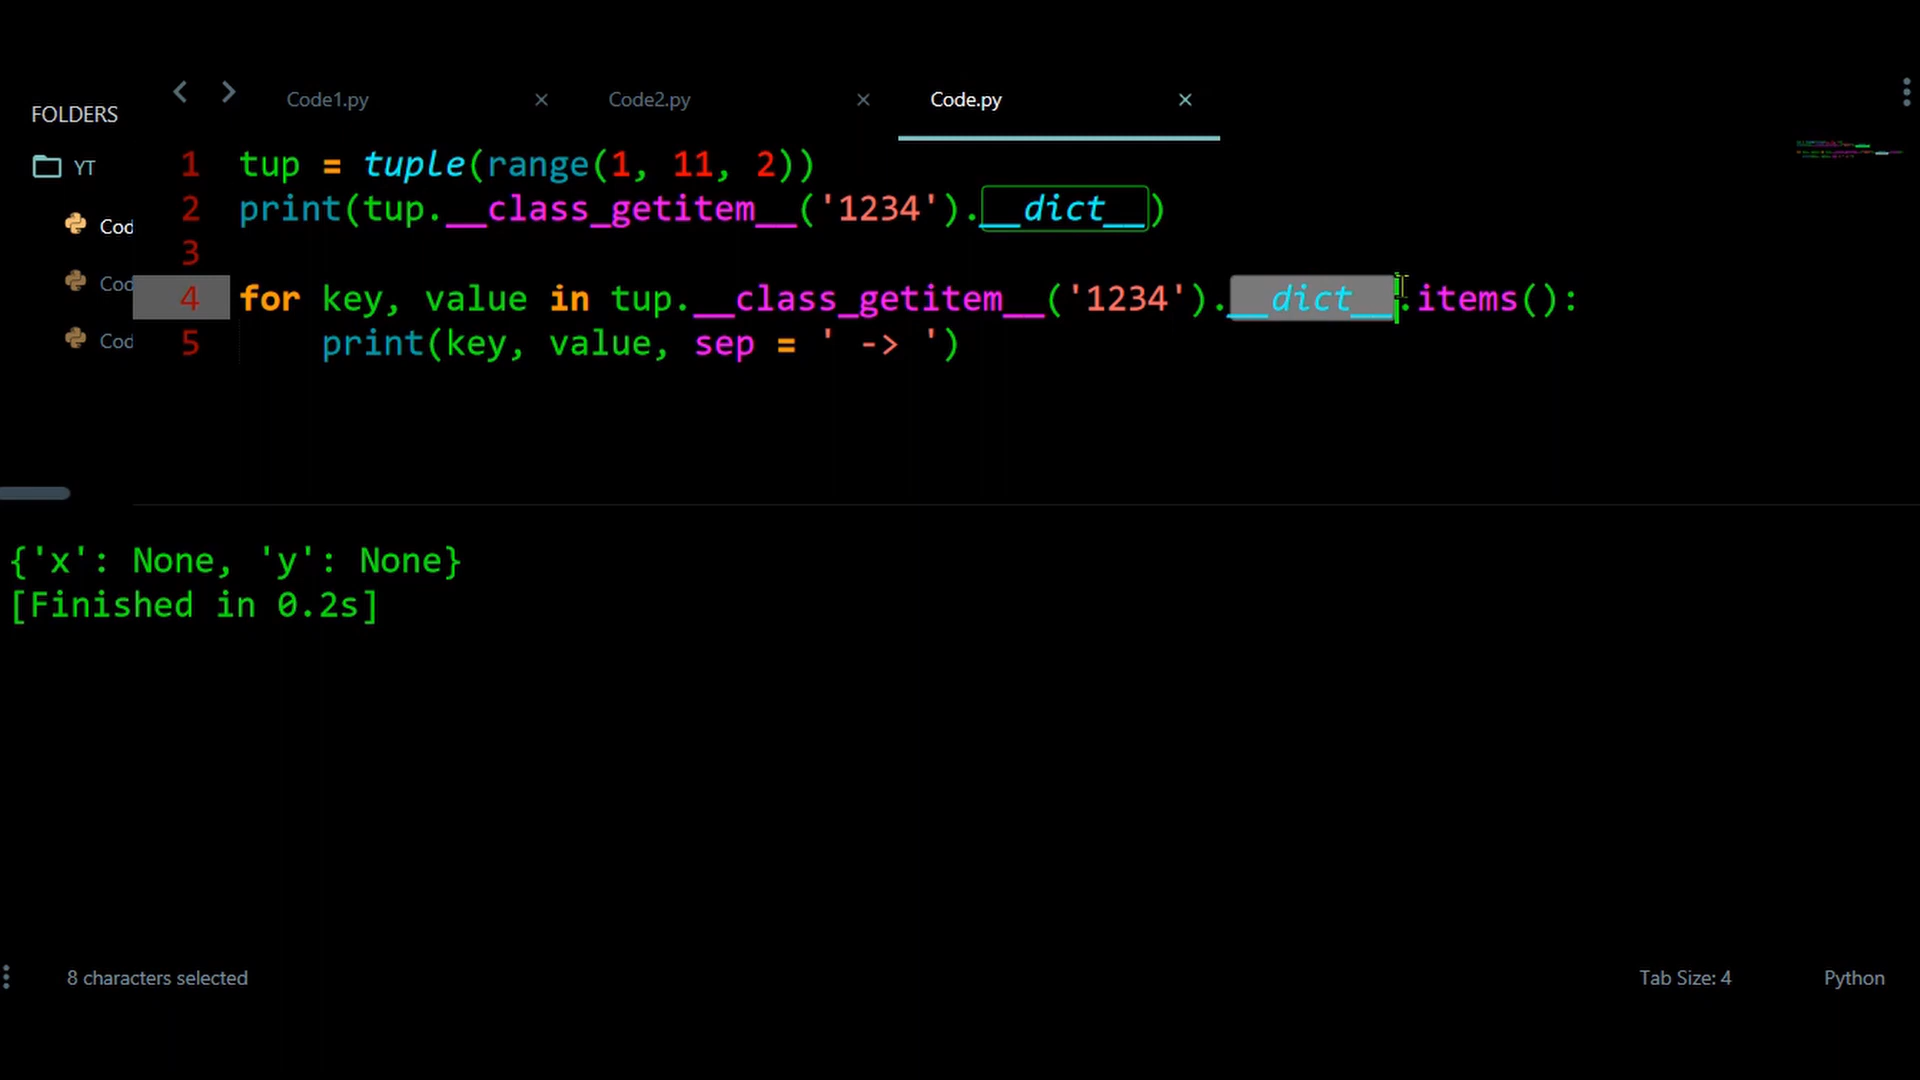 FOLDERS
YT
Cod
Cod
Cod
Code1.py × Code2.py × Code.py ×
1 tup = tuple(range(1, 11, 2))
2 print(tup.__class_getitem__('1234').__dict__)
3
4 for key, value in tup.__class_getitem__('1234').__dict__.items():
5     print(key, value, sep = ' -> ')
{'x': None, 'y': None}
[Finished in 0.2s]
8 characters selected
Tab Size: 4
Python